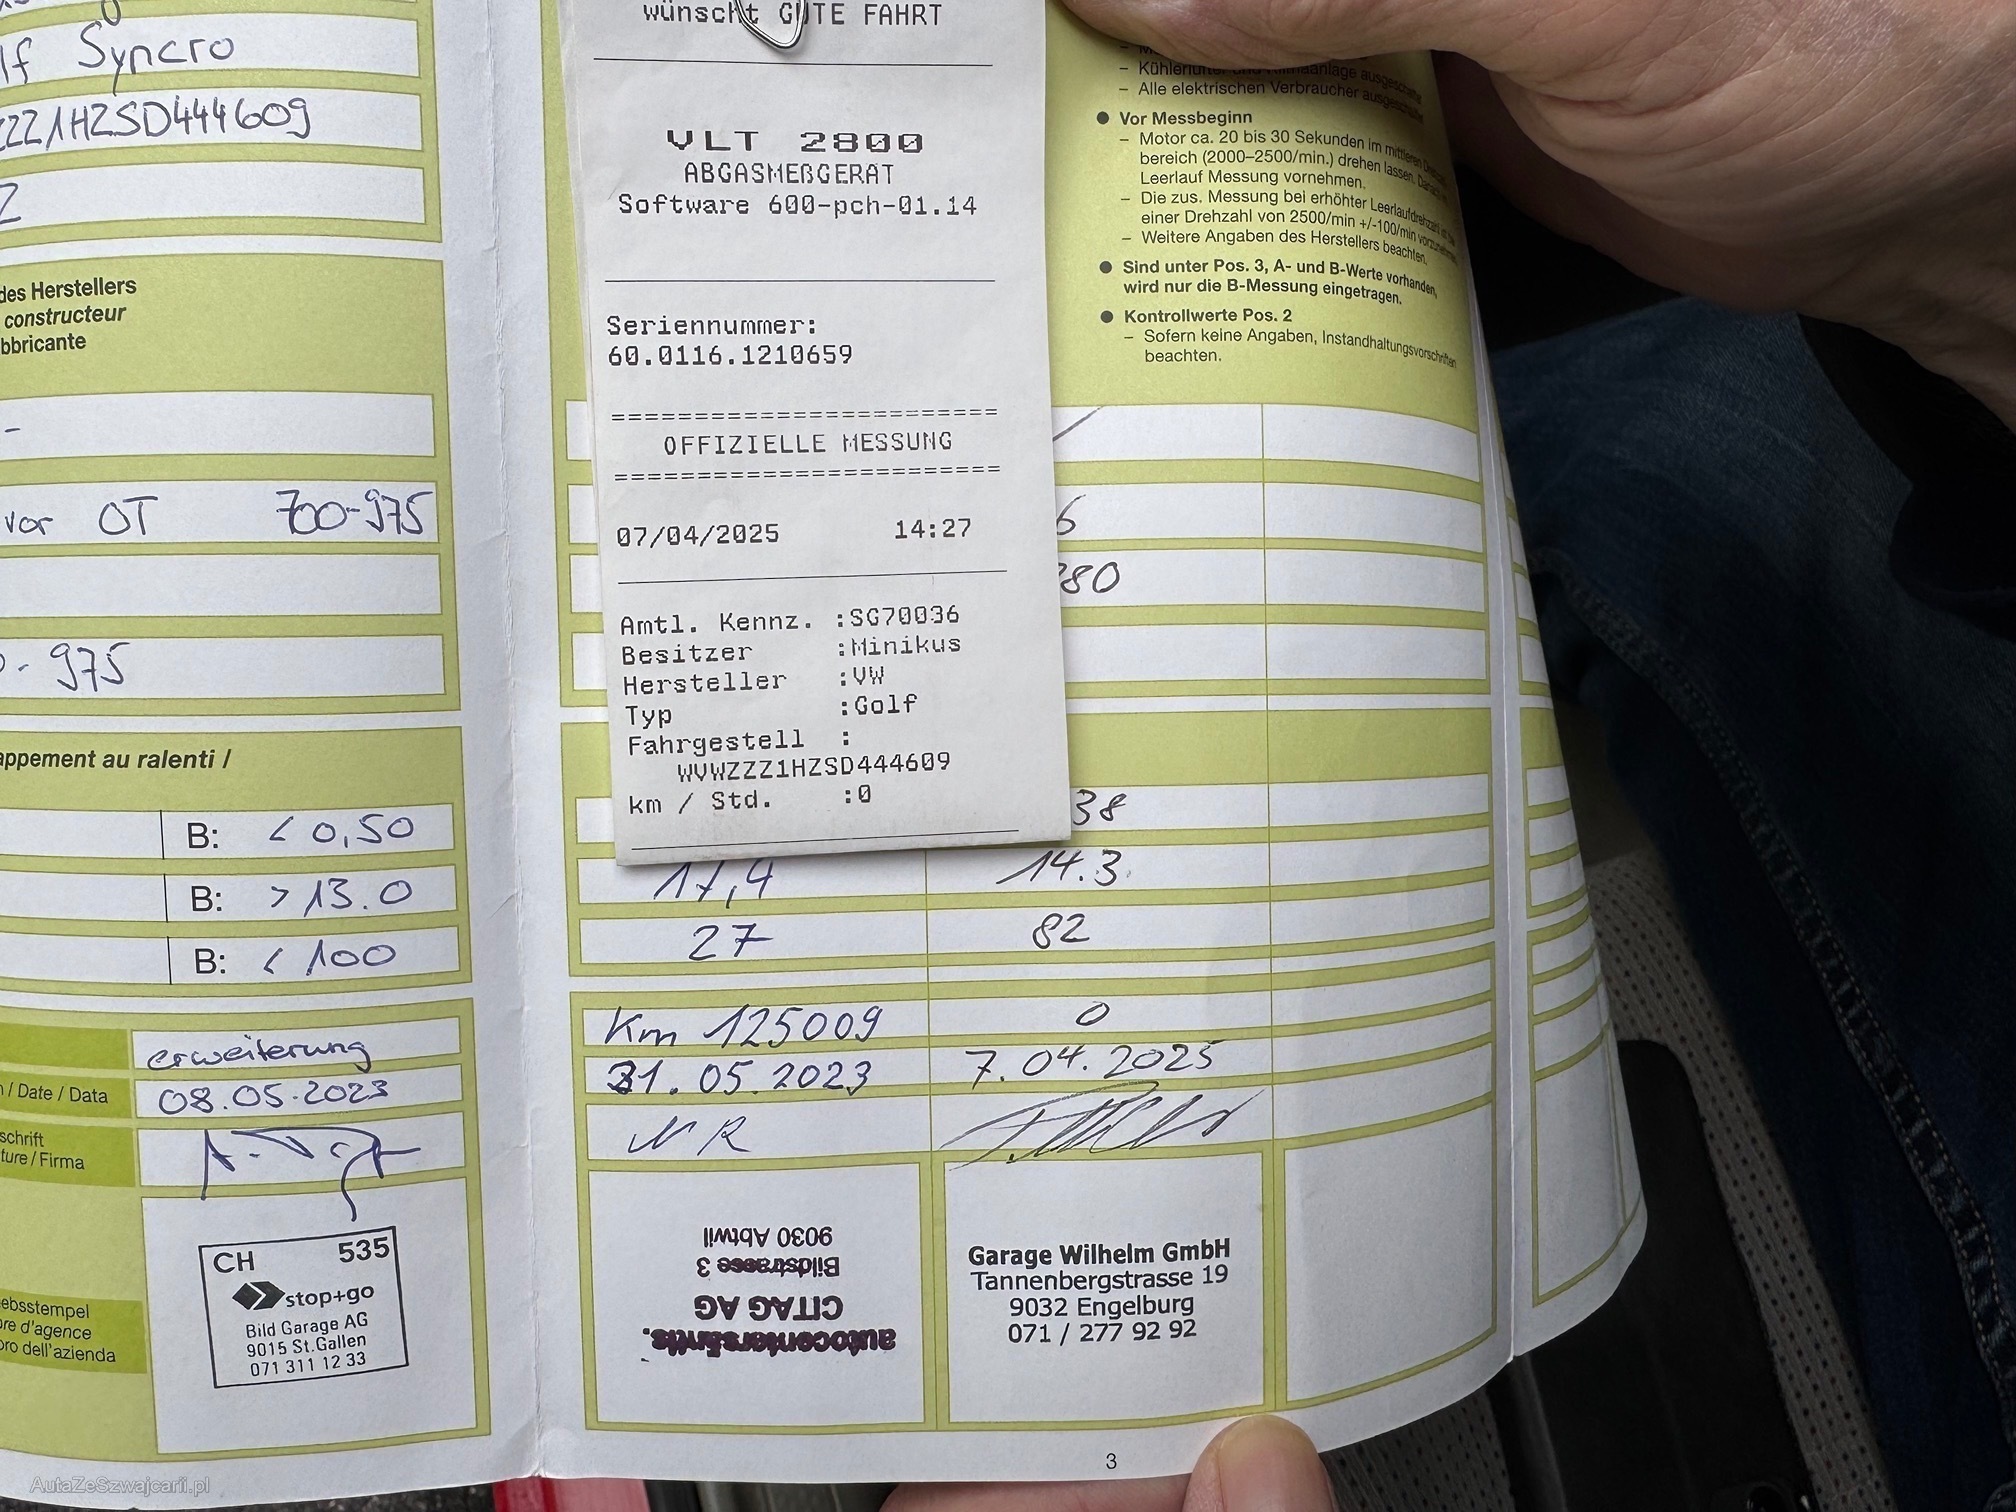 lf Syncro
ZZZ1HZSD444609
Z
des Herstellers
constructeur
bbricante
-
vor OT 700-975
- 975
appement au ralenti /
B: < 0,50
B: > 13.0
B: < 100
erweiterung
/ Date / Data
08.05.2023
schrift
ture / Firma
ebsstempel
bre d'agence
bro dell'azienda
CH 535
stop+go
Bild Garage AG
9015 St.Gallen
071 311 12 33
wünscht GUTE FAHRT
VLT 2800
ABGASMEßGERÄT
Software 600-pch-01.14
Seriennummer:
60.0116.1210659
========================
OFFIZIELLE MESSUNG
========================
07/04/2025 14:27
Amtl. Kennz. :SG70036
Besitzer :Minikus
Hersteller :VW
Typ :Golf
Fahrgestell :
WVWZZZ1HZSD444609
km / Std. :0
– Kühlerlüfter und Klimaanlage ausgeschaltet
– Alle elektrischen Verbraucher ausgeschaltet
● Vor Messbeginn
– Motor ca. 20 bis 30 Sekunden im mittleren
bereich (2000–2500/min.) drehen lassen.
Leerlauf Messung vornehmen.
– Die zus. Messung bei erhöhter Leerlaufdrehzahl
einer Drehzahl von 2500/min +/-100/min vorzunehmen
– Weitere Angaben des Herstellers beachten.
● Sind unter Pos. 3, A- und B-Werte vorhanden,
wird nur die B-Messung eingetragen.
● Kontrollwerte Pos. 2
– Sofern keine Angaben, Instandhaltungsvorschriften
beachten.
6
80
38
17,4 14.3
27 82
Km 125009 0
31.05.2023 7.04.2025
NR
CITAG AG
Bildstrasse 3
9030 Abtwil
Garage Wilhelm GmbH
Tannenbergstrasse 19
9032 Engelburg
071 / 277 92 92
3
AutaZeSzwajcarii.pl